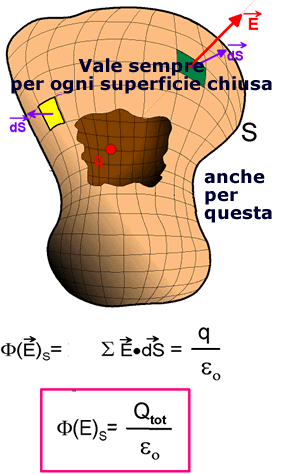 E
Vale sempre dS
per ogni superficie chiusa
dS
S
q
anche
per
questa
Φ(E)s= Σ E•dS = q/εo
Φ(E)s= Qtot/εo